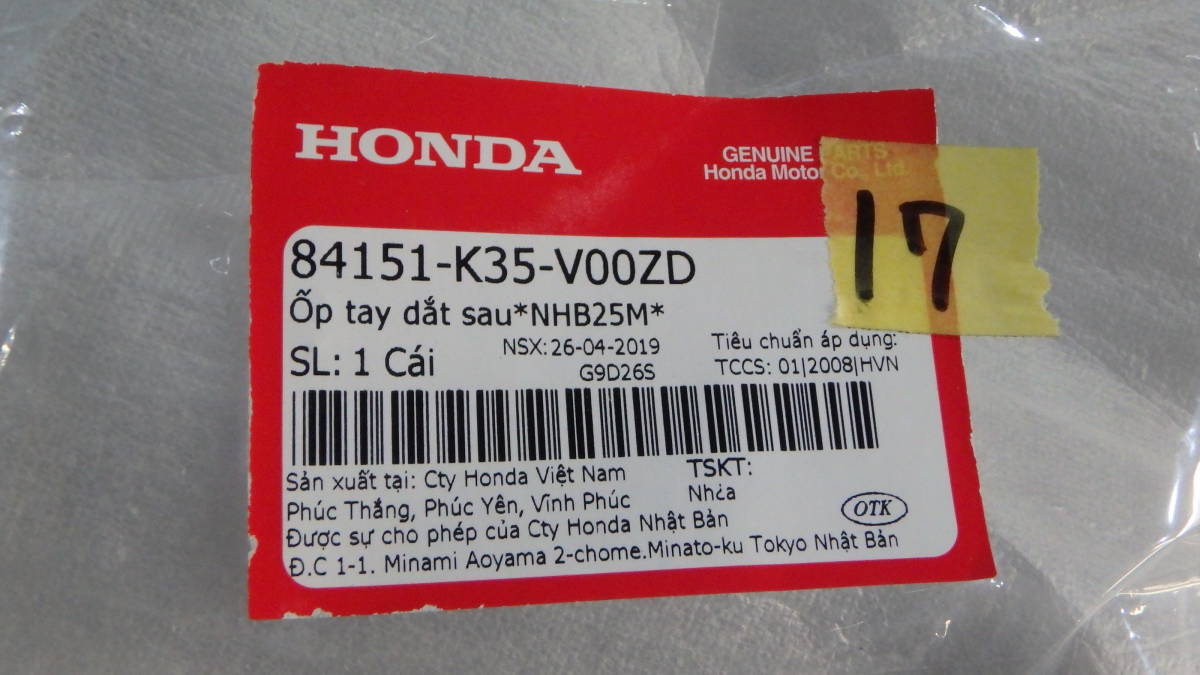 HONDA
GENUINE PARTS
Honda Motor Co., Ltd.
17
84151-K35-V00ZD
Ốp tay dắt sau*NHB25M*
SL: 1 Cái
NSX: 26-04-2019
G9D26S
Tiêu chuẩn áp dụng:
TCCS: 01|2008|HVN
Sản xuất tại: Cty Honda Việt Nam
Phúc Thắng, Phúc Yên, Vĩnh Phúc
Được sự cho phép của Cty Honda Nhật Bản
Đ.C 1-1. Minami Aoyama 2-chome.Minato-ku Tokyo Nhật Bản
TSKT:
Nhựa
OTK